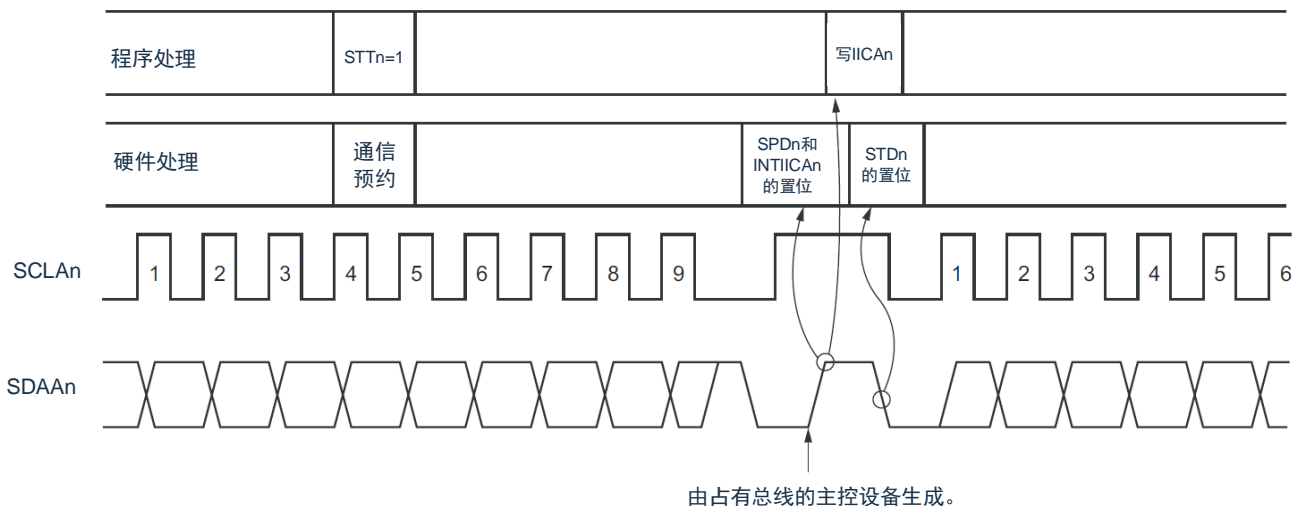 程序处理
STTn=1
写IICAn
硬件处理
通信
预约
SPDn和
INTIICAn
的置位
STDn
的置位
SCLAn
1 2 3 4 5 6 7 8 9 1 2 3 4 5 6
SDAAn
由占有总线的主控设备生成。